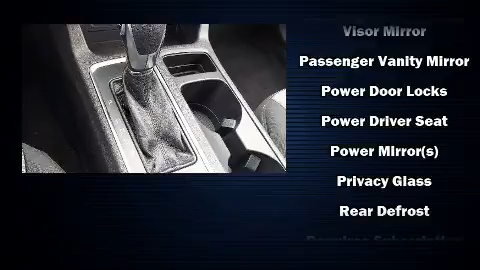 Visor Mirror
Passenger Vanity Mirror
Power Door Locks
Power Driver Seat
Power Mirror(s)
Privacy Glass
Rear Defrost